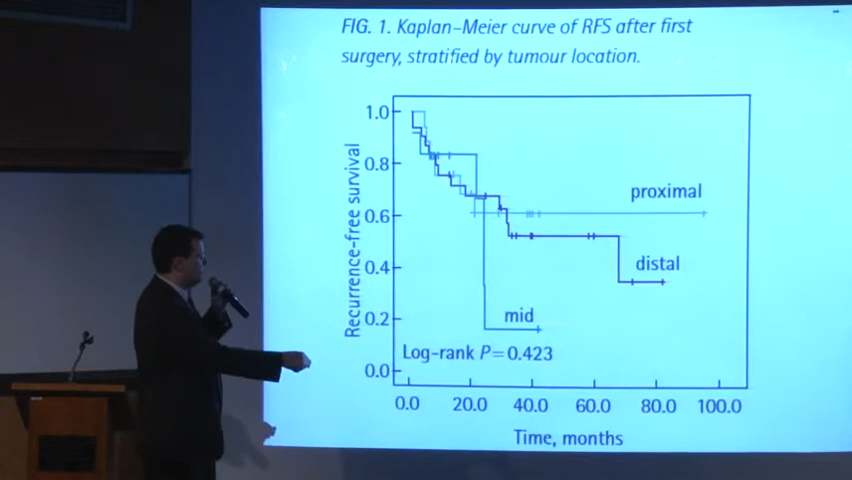 FIG. 1. Kaplan–Meier curve of RFS after first
surgery, stratified by tumour location.
Recurrence-free survival
1.0
0.8
0.6
0.4
0.2
0.0
proximal
distal
mid
Log-rank P=0.423
0.0 20.0 40.0 60.0 80.0 100.0
Time, months